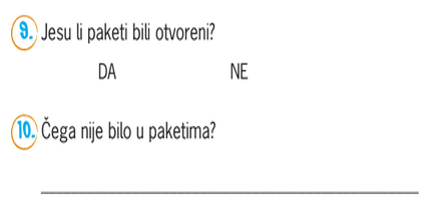 9. Jesu li paketi bili otvoreni?
DA NE
10. Čega nije bilo u paketima?